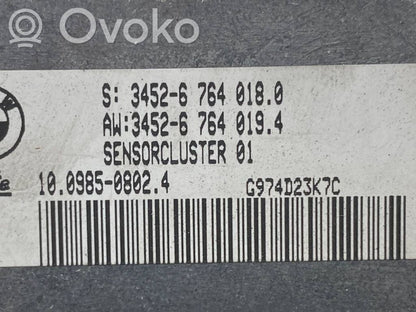 Ovoko
S: 3452-6 764 018.0
AW:3452-6 764 019.4
SENSORCLUSTER 01
10.0985-0802.4 G974D23K7C